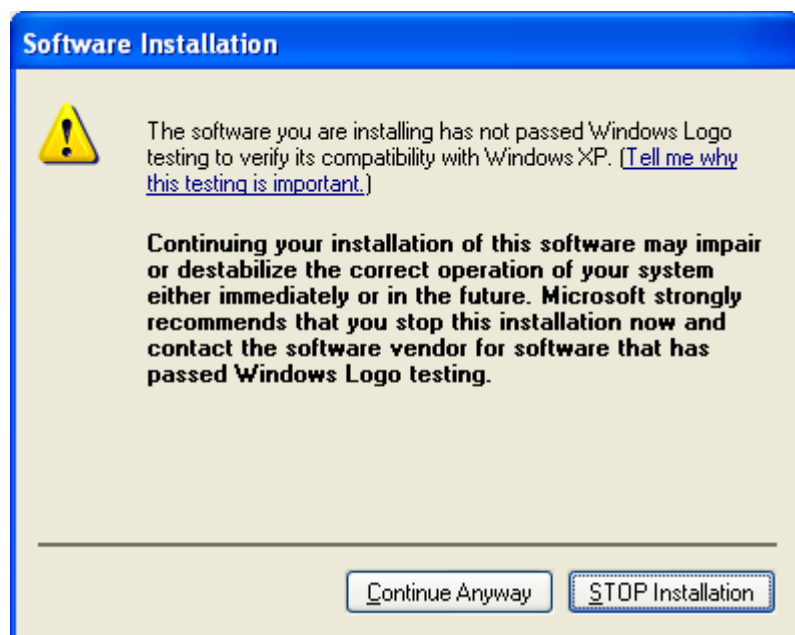 Software Installation
The software you are installing has not passed Windows Logo
testing to verify its compatibility with Windows XP. (Tell me why
this testing is important.)
Continuing your installation of this software may impair
or destabilize the correct operation of your system
either immediately or in the future. Microsoft strongly
recommends that you stop this installation now and
contact the software vendor for software that has
passed Windows Logo testing.
Continue Anyway
STOP Installation